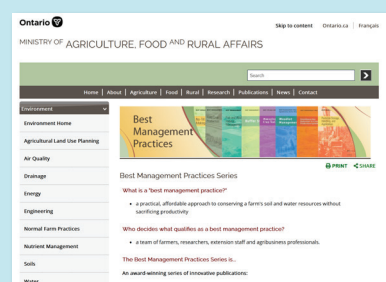 Ontario
Skip to content Ontario.ca Français
MINISTRY OF AGRICULTURE, FOOD AND RURAL AFFAIRS
Search
Home | About | Agriculture | Food | Rural | Research | Publications | News | Contact
Environment
Environment Home
Agricultural Land Use Planning
Air Quality
Drainage
Energy
Engineering
Normal Farm Practices
Nutrient Management
Soils
Water
Best
Management
Practices
PRINT SHARE
Best Management Practices Series
What is a "best management practice?"
• a practical, affordable approach to conserving a farm's soil and water resources without
sacrificing productivity
Who decides what qualifies as a best management practice?
• a team of farmers, researchers, extension staff and agribusiness professionals.
The Best Management Practices Series is...
An award-winning series of innovative publications: